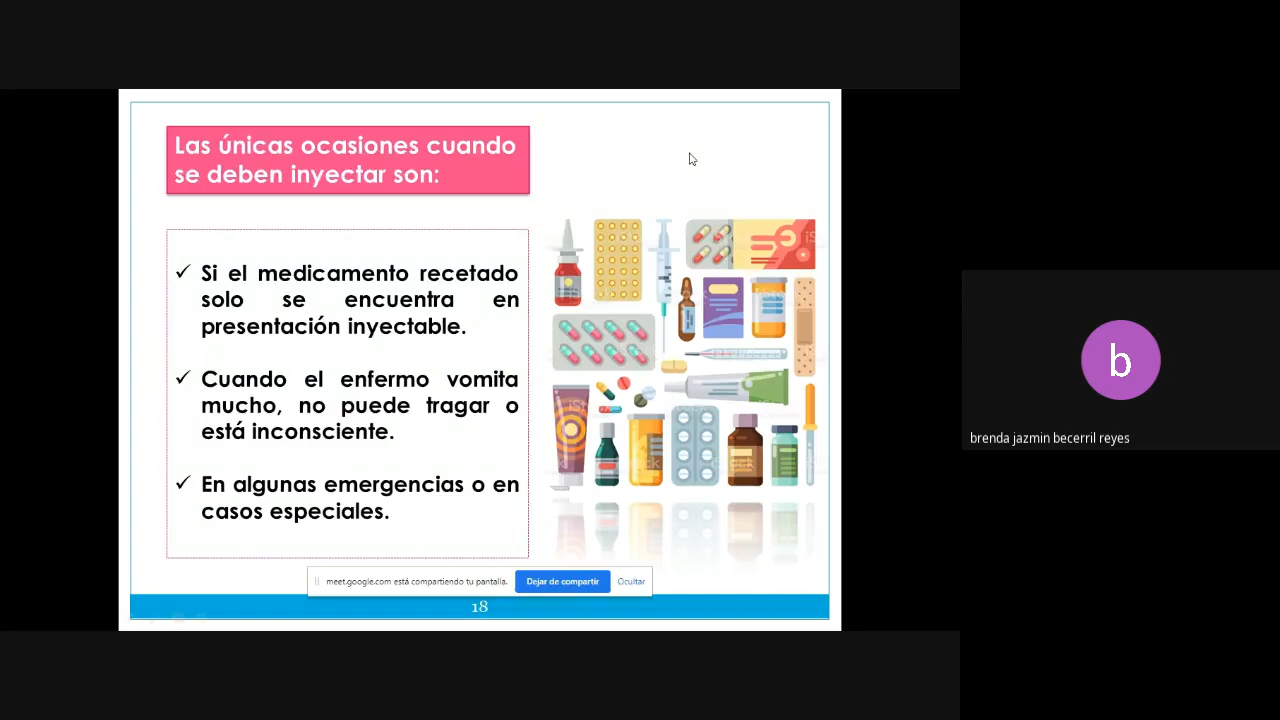 Las únicas ocasiones cuando
se deben inyectar son:
✓ Si el medicamento recetado
solo se encuentra en
presentación inyectable.
✓ Cuando el enfermo vomita
mucho, no puede tragar o
está inconsciente.
✓ En algunas emergencias o en
casos especiales.
meet.google.com está compartiendo tu pantalla.
Dejar de compartir
Ocultar
18
b
brenda jazmin becerril reyes